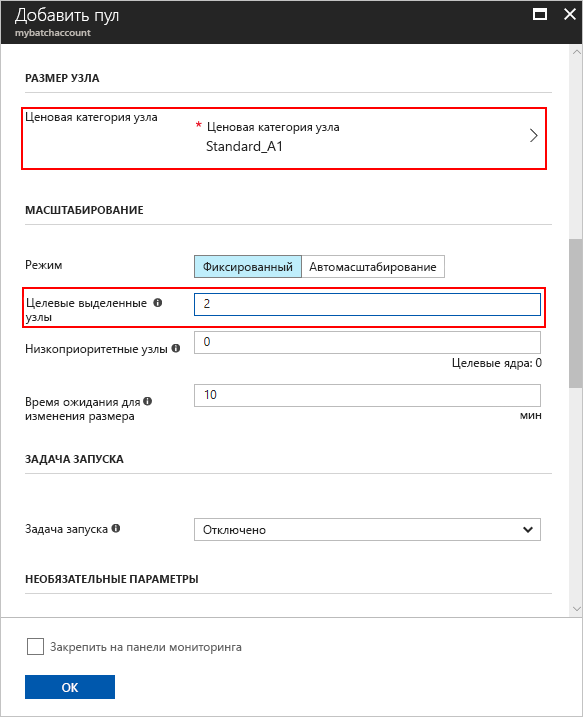 Добавить пул
mybatchaccount
РАЗМЕР УЗЛА
Ценовая категория узла
* Ценовая категория узла
Standard_A1
МАСШТАБИРОВАНИЕ
Режим
Фиксированный Автомасштабирование
Целевые выделенные
узлы
2
Низкоприоритетные узлы
0
Целевые ядра: 0
Время ожидания для
изменения размера
10
мин
ЗАДАЧА ЗАПУСКА
Задача запуска
Отключено
НЕОБЯЗАТЕЛЬНЫЕ ПАРАМЕТРЫ
Закрепить на панели мониторинга
ОК